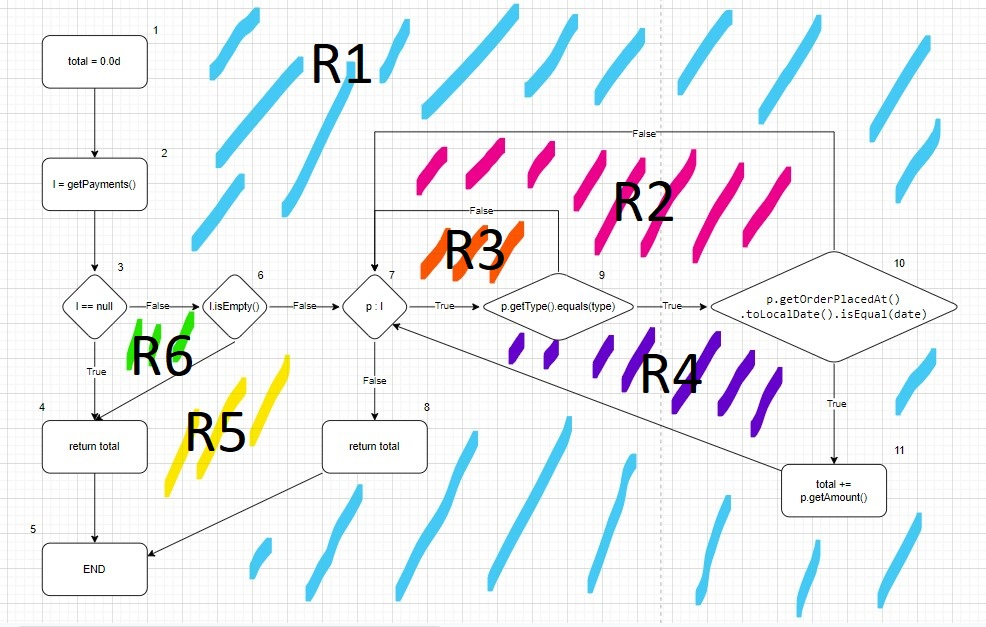 1
total = 0.0d
R1
False
2
l = getPayments()
R2
False
R3
3
6
7
9
10
l == null
False
l.isEmpty()
False
p : l
True
p.getType().equals(type)
True
p.getOrderPlacedAt()
.toLocalDate().isEqual(date)
R6
True
R4
False
True
4
8
return total
R5
return total
11
total +=
p.getAmount()
5
END